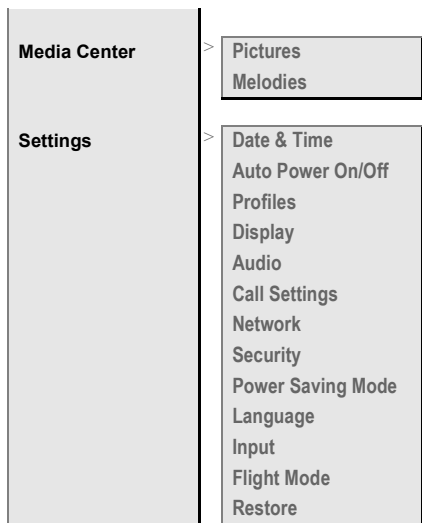 Media Center > Pictures
Melodies
Settings > Date & Time
Auto Power On/Off
Profiles
Display
Audio
Call Settings
Network
Security
Power Saving Mode
Language
Input
Flight Mode
Restore